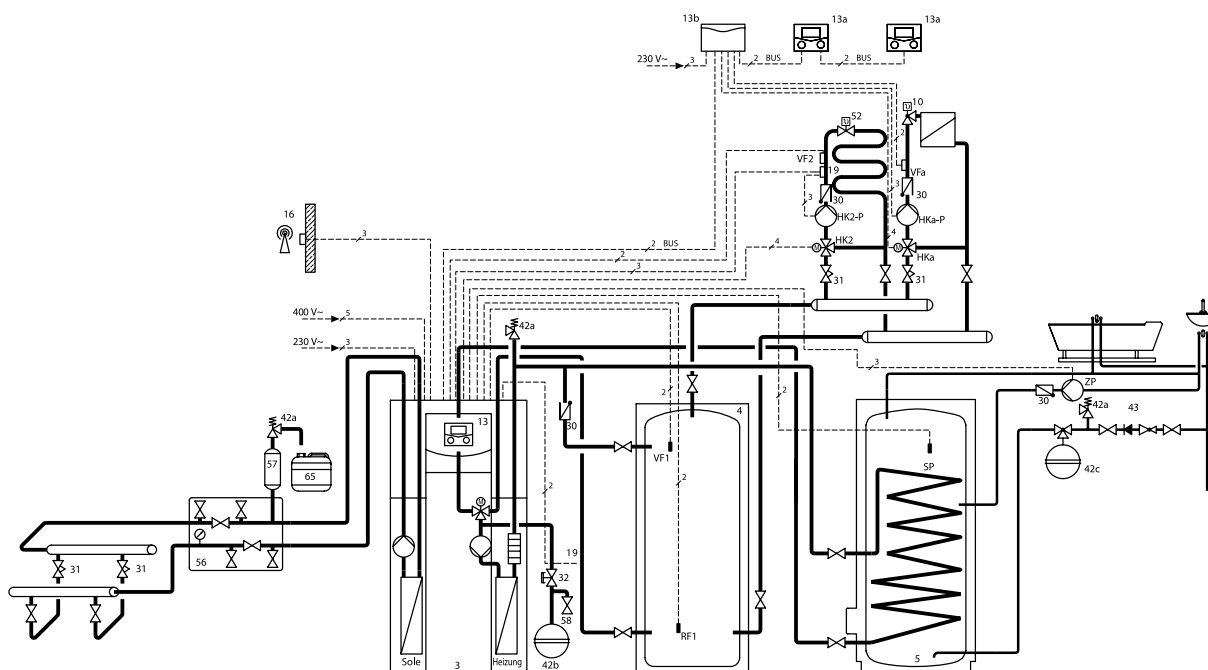 13b
13a
13a
230 V~
3
2
BUS
2
BUS
10
52
2
VF2
VFa
19
3
30
3
30
16
3
HK2-P
HKa-P
2
BUS
4
HK2
4
2
HKa
3
31
31
400 V~
5
230 V~
3
42a
3
ZP
2
2
30
42a
43
42a
13
4
30
57
65
VF1
SP
42c
2
2
M
M
M
31
31
56
19
32
58
RF1
Sole
3
Heizung
42b
5